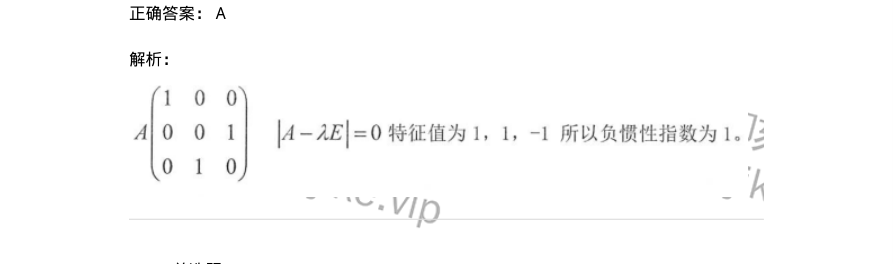 正确答案： A
解析：
A(1 0 0
0 0 1
0 1 0) |A-λE|=0 特征值为 1，1，-1 所以负惯性指数为 1。
.vip